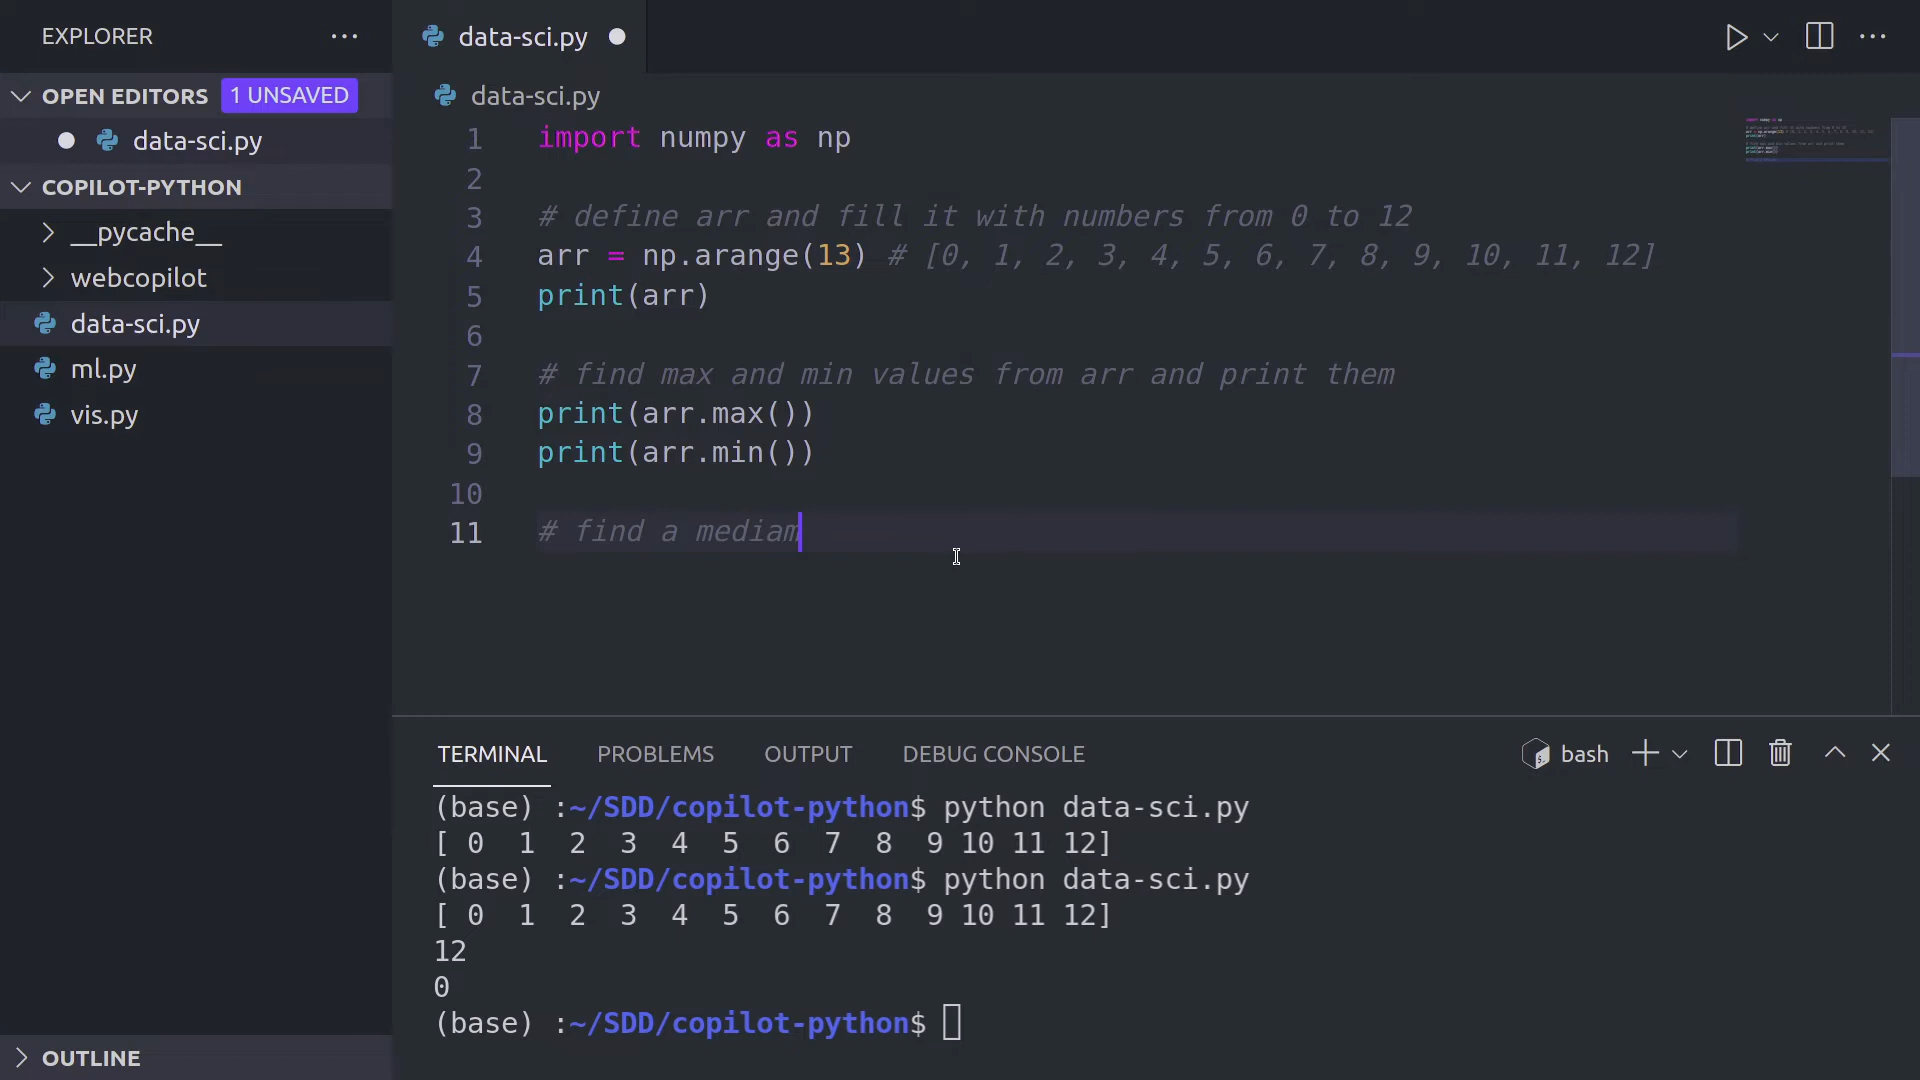 EXPLORER
OPEN EDITORS 1 UNSAVED
data-sci.py
COPILOT-PYTHON
__pycache__
webcopilot
data-sci.py
ml.py
vis.py
OUTLINE
data-sci.py
data-sci.py
1 import numpy as np
2
3 # define arr and fill it with numbers from 0 to 12
4 arr = np.arange(13) # [0, 1, 2, 3, 4, 5, 6, 7, 8, 9, 10, 11, 12]
5 print(arr)
6
7 # find max and min values from arr and print them
8 print(arr.max())
9 print(arr.min())
10
11 # find a mediam
TERMINAL PROBLEMS OUTPUT DEBUG CONSOLE bash
(base) :~/SDD/copilot-python$ python data-sci.py
[ 0 1 2 3 4 5 6 7 8 9 10 11 12]
(base) :~/SDD/copilot-python$ python data-sci.py
[ 0 1 2 3 4 5 6 7 8 9 10 11 12]
12
0
(base) :~/SDD/copilot-python$